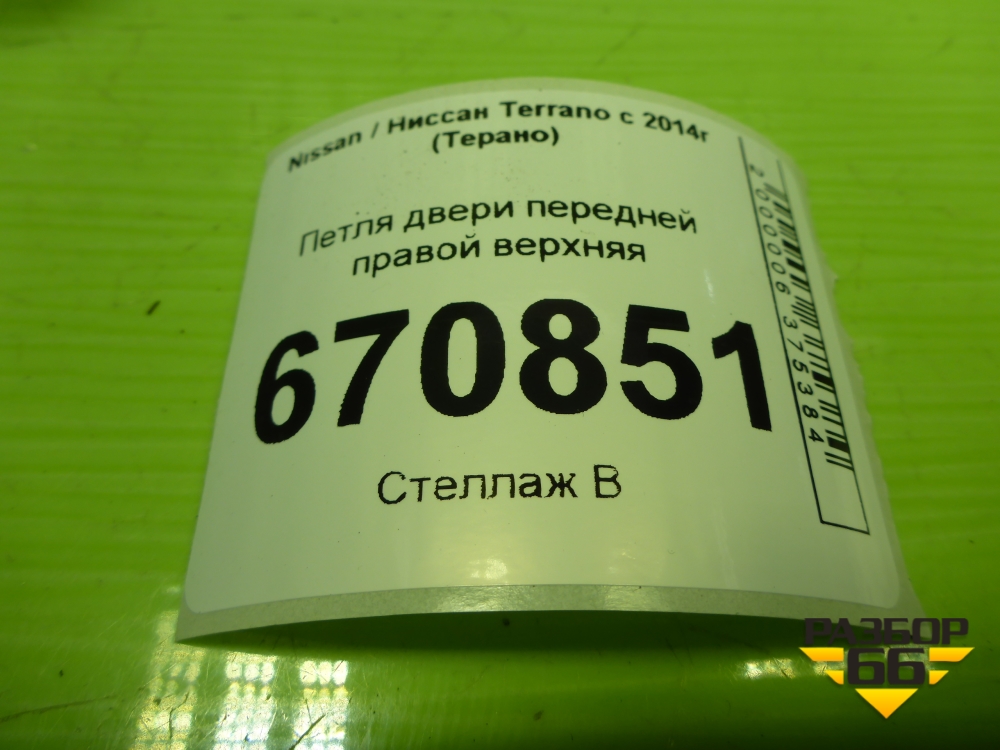 Nissan / Ниссан Terrano с 2014г
(Терано)
Петля двери передней
правой верхняя
670851
Стеллаж В
2000006375384
РАЗБОР
66